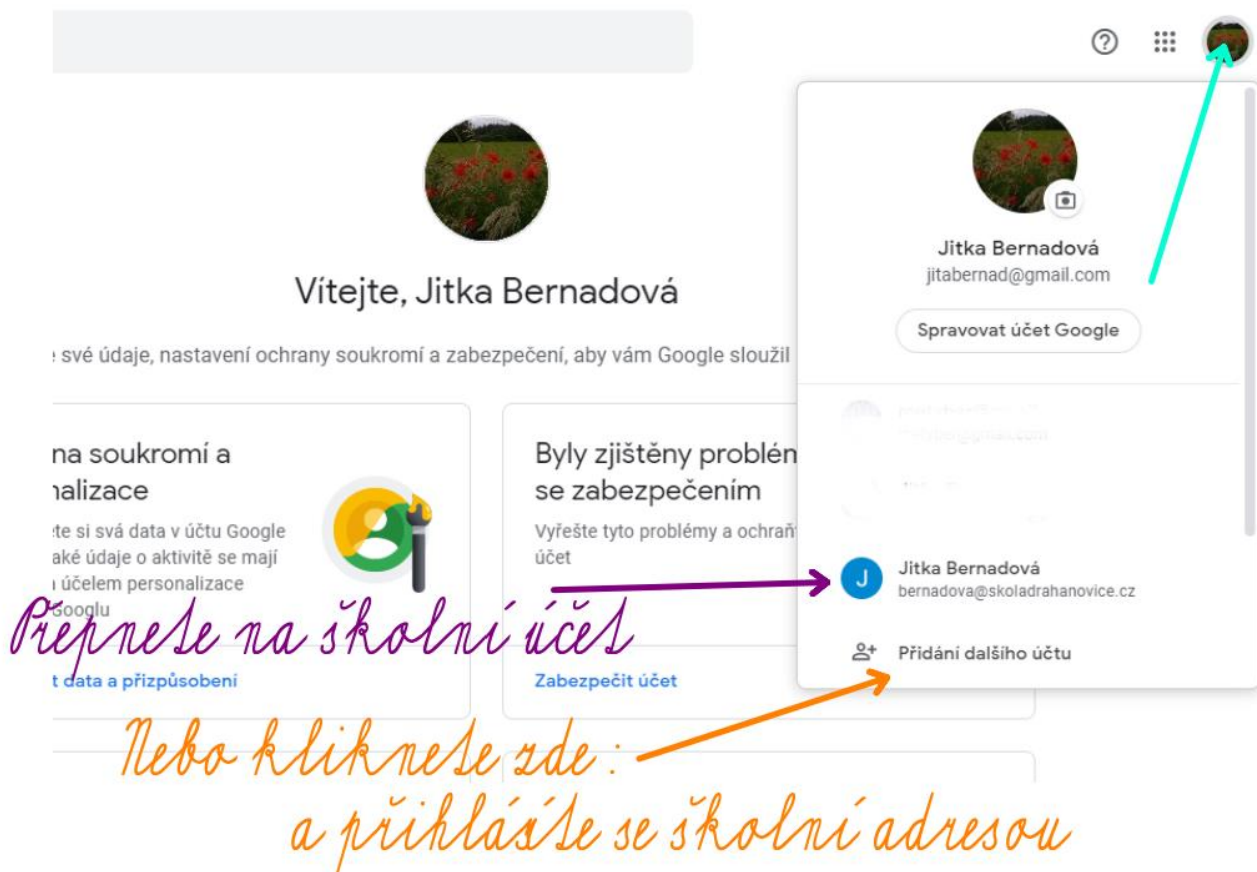 Jitka Bernadová
jitabernad@gmail.com
Spravovat účet Google
Vítejte, Jitka Bernadová
své údaje, nastavení ochrany soukromí a zabezpečení, aby vám Google sloužil
na soukromí a
nalizace
ete si svá data v účtu Google
aké údaje o aktivitě se mají
účelem personalizace
Googlu
t data a přizpůsobení
Byly zjištěny problém
se zabezpečením
Vyřešte tyto problémy a ochraň
účet
Zabezpečit účet
J
Jitka Bernadová
bernadova@skoladrahanovice.cz
Přidání dalšího účtu
Přepnete na školní účet
Nebo kliknete zde:
a přihlásíte se školní adresou